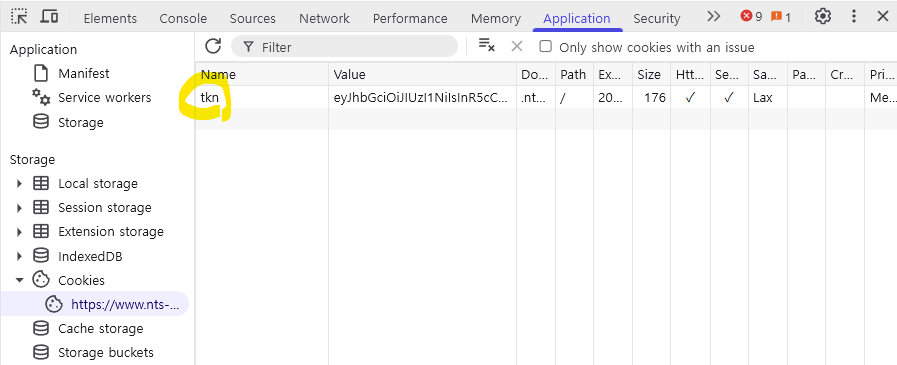 Elements Console Sources Network Performance Memory Application Security 9 1
Application
Manifest
Service workers
Storage
Storage
Local storage
Session storage
Extension storage
IndexedDB
Cookies
https://www.nts-...
Cache storage
Storage buckets
Filter Only show cookies with an issue
Name Value Do... Path Ex... Size Htt... Se... Sa... Pa... Cr... Pri...
tkn eyJhbGciOiJIUzI1NiIsInR5cC... .nt... / 20... 176 ✓ ✓ Lax Me...